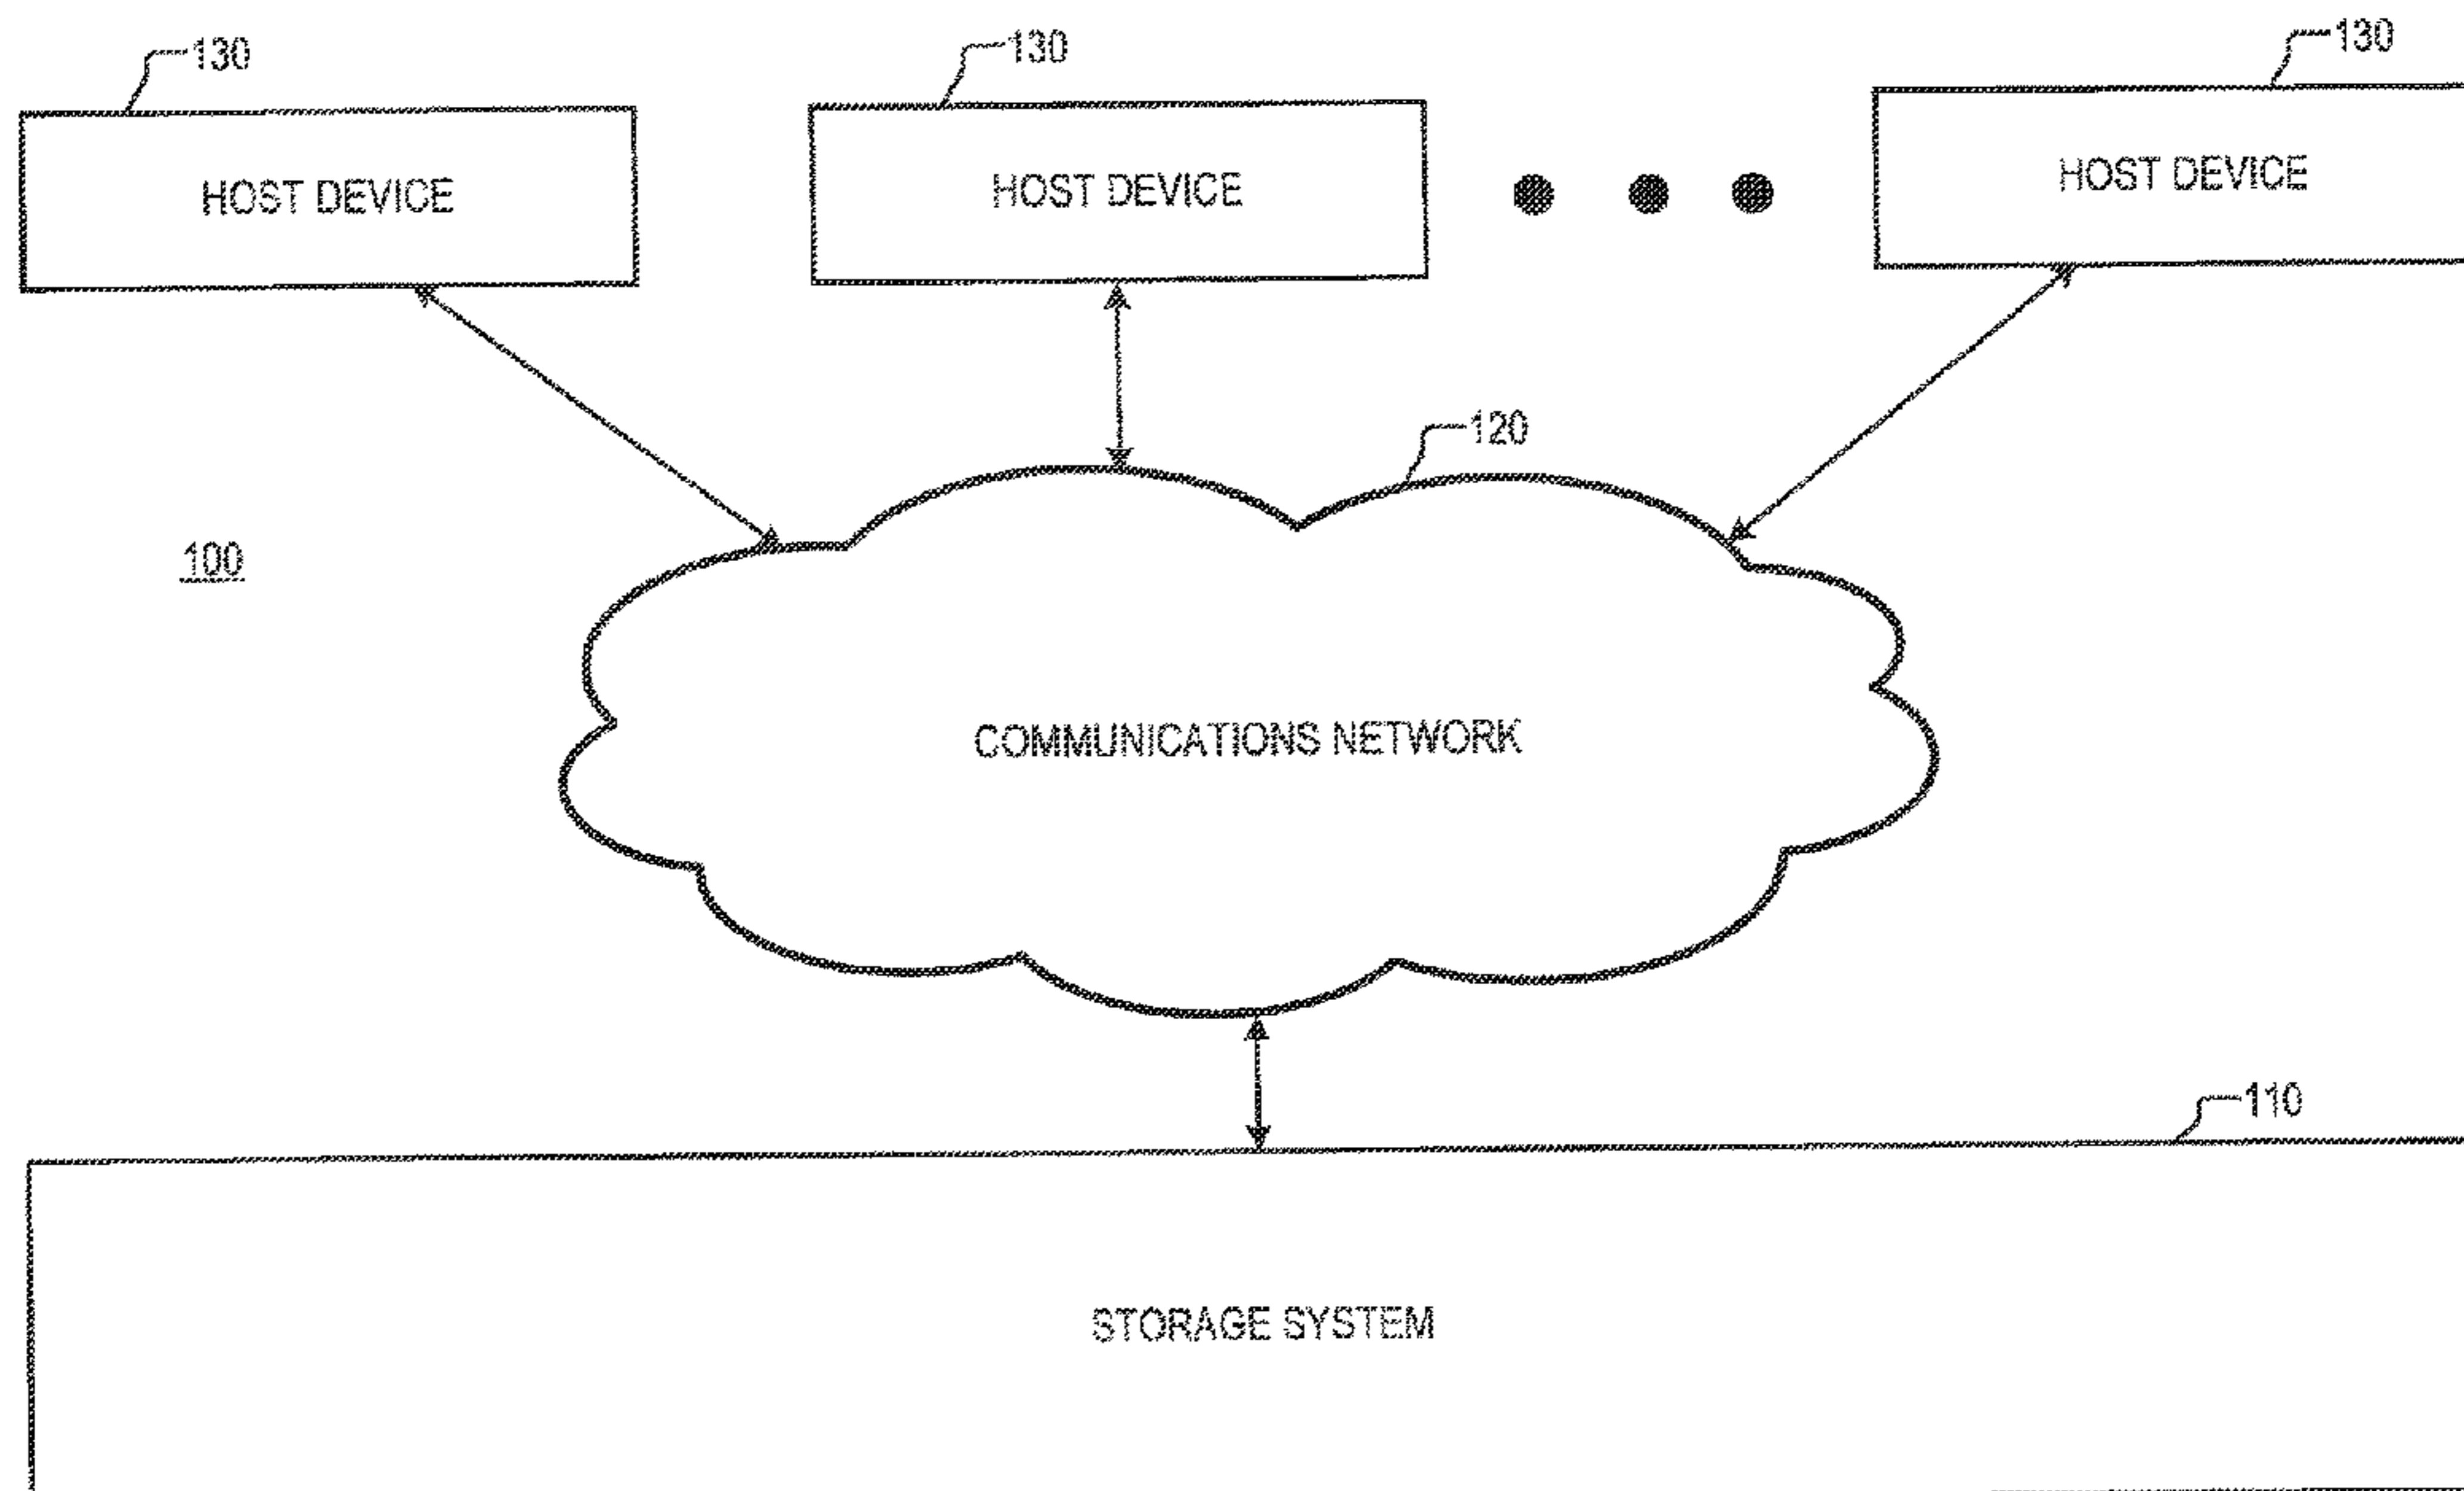 130
130
130
HOST DEVICE
HOST DEVICE
HOST DEVICE
120
100
COMMUNICATIONS NETWORK
110
STORAGE SYSTEM